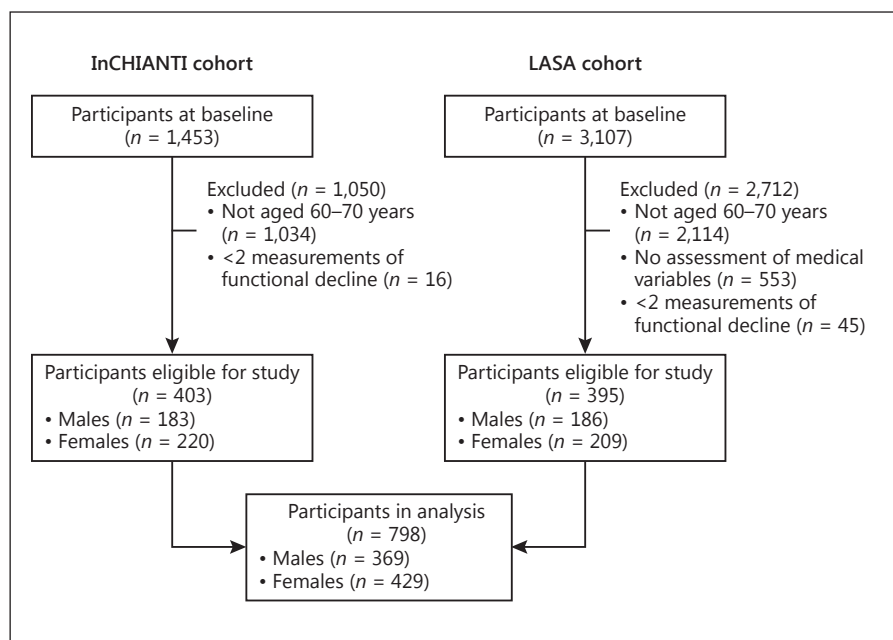 InCHIANTI cohort
Participants at baseline
(n = 1,453)
Excluded (n = 1,050)
• Not aged 60–70 years
(n = 1,034)
• <2 measurements of
functional decline (n = 16)
Participants eligible for study
(n = 403)
• Males (n = 183)
• Females (n = 220)
LASA cohort
Participants at baseline
(n = 3,107)
Excluded (n = 2,712)
• Not aged 60–70 years
(n = 2,114)
• No assessment of medical
variables (n = 553)
• <2 measurements of
functional decline (n = 45)
Participants eligible for study
(n = 395)
• Males (n = 186)
• Females (n = 209)
Participants in analysis
(n = 798)
• Males (n = 369)
• Females (n = 429)